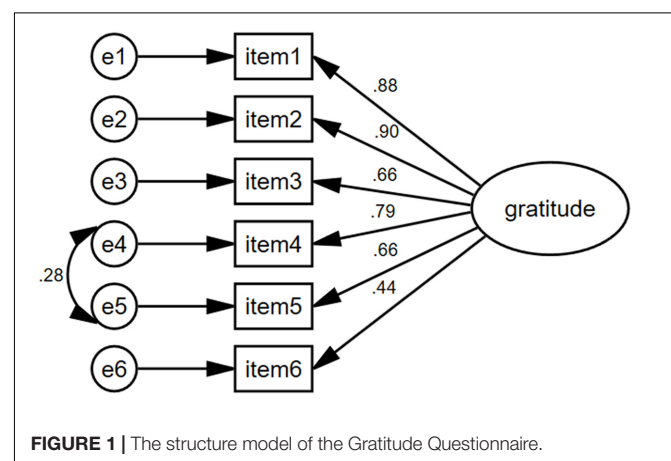 e1 item1
.88
e2 item2
.90
e3 item3
.66
gratitude
.79
e4 item4
.66
.28
.44
e5 item5
e6 item6
FIGURE 1 | The structure model of the Gratitude Questionnaire.